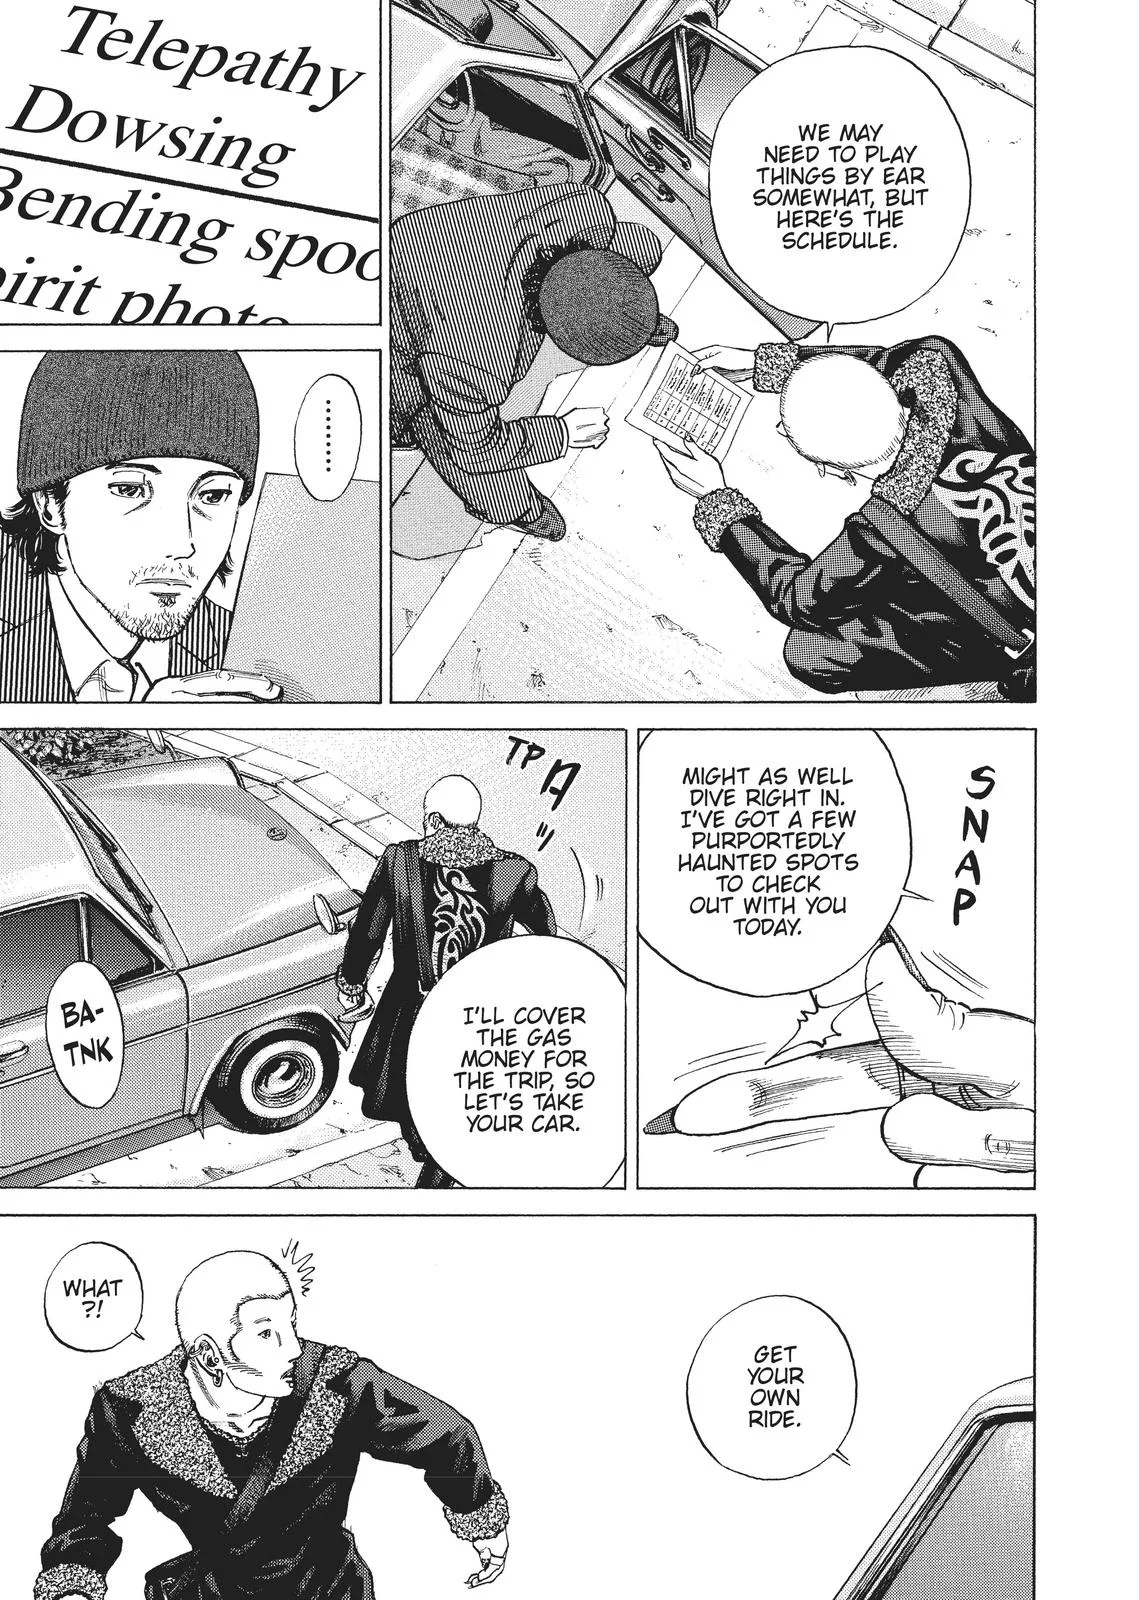 WE MAY
NEED TO PLAY
THINGS BY EAR
SOMEWHAT, BUT
HERE'S THE
SCHEDULE.
Telepathy
Dowsing
Bending spoo
pirit photo
.........
MIGHT AS WELL
DIVE RIGHT IN.
I'VE GOT A FEW
PURPORTEDLY
HAUNTED SPOTS
TO CHECK
OUT WITH YOU
TODAY.
SNAP
TP
I'LL COVER
THE GAS
MONEY FOR
THE TRIP, SO
LET'S TAKE
YOUR CAR.
BA-
TNK
GET
YOUR
OWN
RIDE.
WHAT
?!